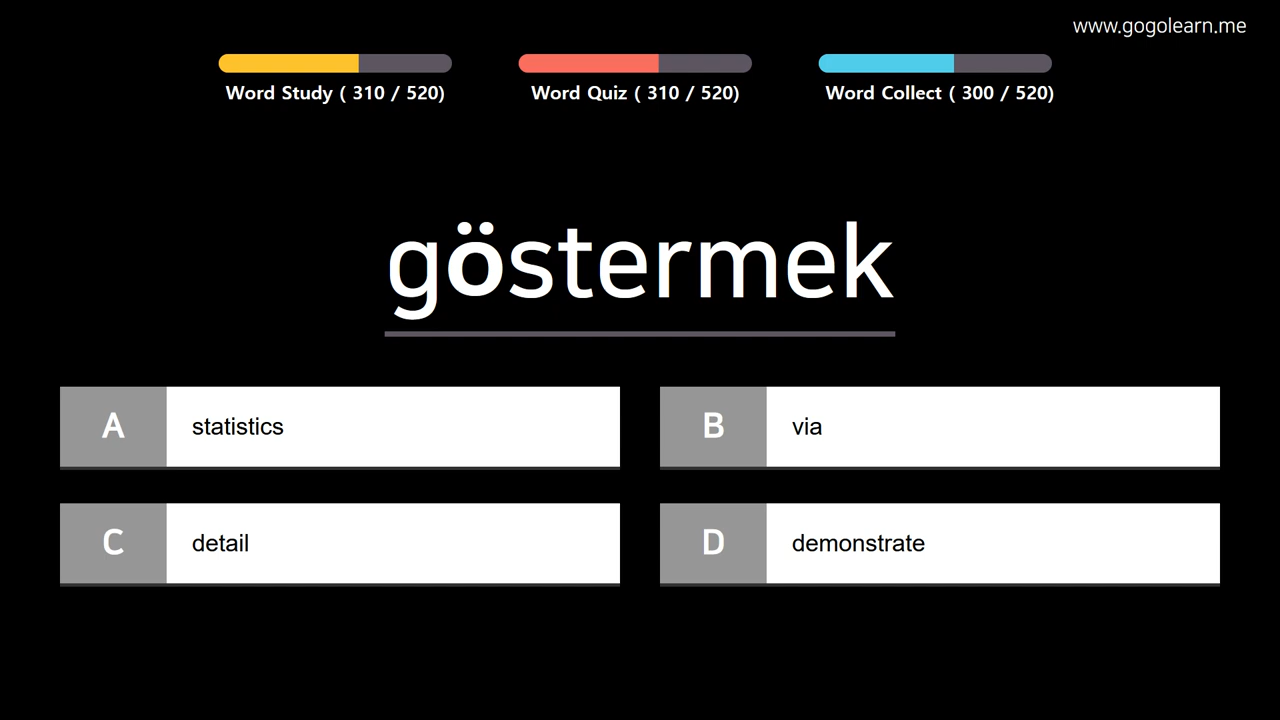 www.gogolearn.me
Word Study ( 310 / 520)
Word Quiz ( 310 / 520)
Word Collect ( 300 / 520)
göstermek
A statistics
B via
C detail
D demonstrate